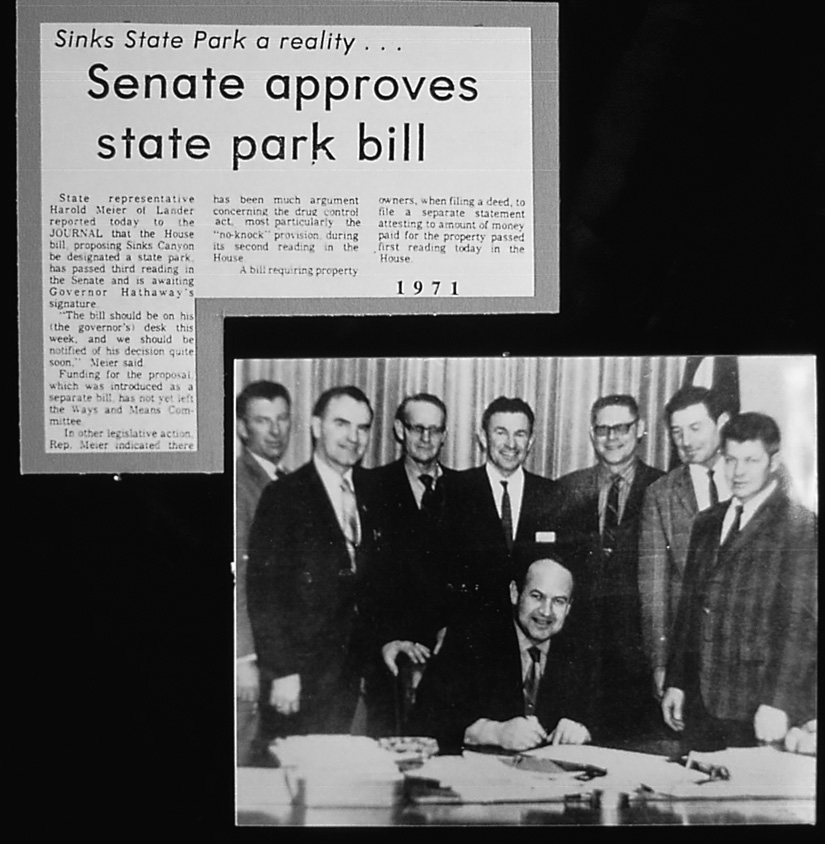 Sinks State Park a reality . . .
Senate approves
state park bill
State representative
Harold Meier of Lander
reported today to the
JOURNAL that the House
bill, proposing Sinks Canyon
be designated a state park,
has passed third reading in
the Senate and is awaiting
Governor Hathaway's
signature.
"The bill should be on his
(the governor's) desk this
week, and we should be
notified of his decision quite
soon," Meier said.
Funding for the proposal,
which was introduced as a
separate bill, has not yet left
the Ways and Means Com-
mittee.
In other legislative action,
Rep. Meier indicated there
has been much argument
concerning the drug control
act, most particularly the
"no-knock" provision, during
its second reading in the
House.
A bill requiring property
owners, when filing a deed, to
file a separate statement
attesting to amount of money
paid for the property passed
first reading today in the
House.
1971